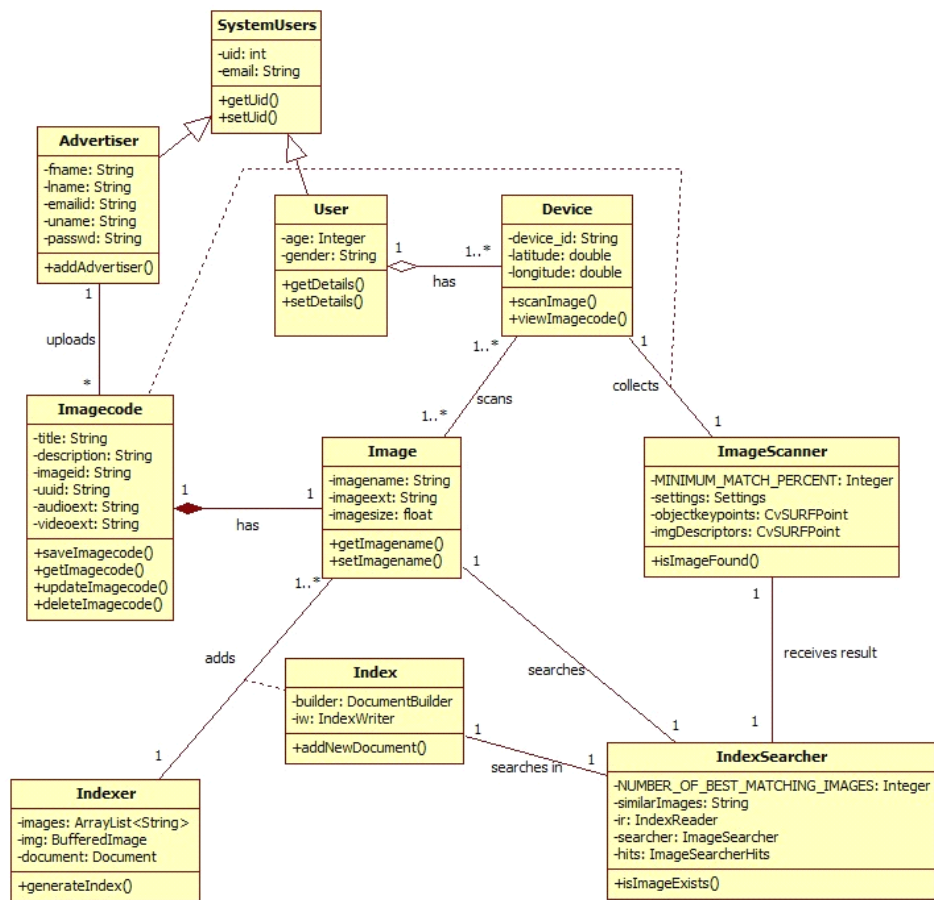 SystemUsers
-uid: int
-email: String
+getUid()
+setUid()
Advertiser
-fname: String
-lname: String
-emailid: String
-uname: String
-passwd: String
+addAdvertiser()
User
-age: Integer
-gender: String
+getDetails()
+setDetails()
1
1..*
has
Device
-device_id: String
-latitude: double
-longitude: double
+scanImage()
+viewImagecode()
1
uploads
*
1..*
scans
1..*
1
collects
1
Imagecode
-title: String
-description: String
-imageid: String
-uuid: String
-audioext: String
-videoext: String
+saveImagecode()
+getImagecode()
+updateImagecode()
+deleteImagecode()
1
1
has
Image
-imagename: String
-imageext: String
-imagesize: float
+getImagename()
+setImagename()
ImageScanner
-MINIMUM_MATCH_PERCENT: Integer
-settings: Settings
-objectkeypoints: CvSURFPoint
-imgDescriptors: CvSURFPoint
+isImageFound()
1..*
adds
1
1
searches
1
1
receives result
1
Index
-builder: DocumentBuilder
-iw: IndexWriter
+addNewDocument()
1
searches in
1
Indexer
-images: ArrayList<String>
-img: BufferedImage
-document: Document
+generateIndex()
IndexSearcher
-NUMBER_OF_BEST_MATCHING_IMAGES: Integer
-similarImages: String
-ir: IndexReader
-searcher: ImageSearcher
-hits: ImageSearcherHits
+isImageExists()